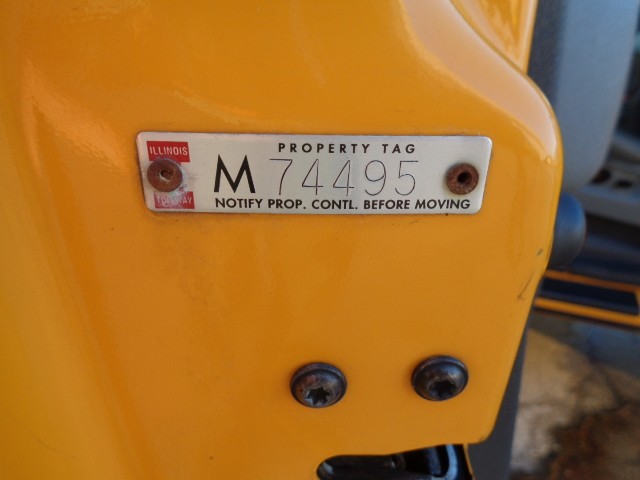 PROPERTY TAG
ILLINOIS
M 74495
TOLLWAY
NOTIFY PROP. CONTL. BEFORE MOVING